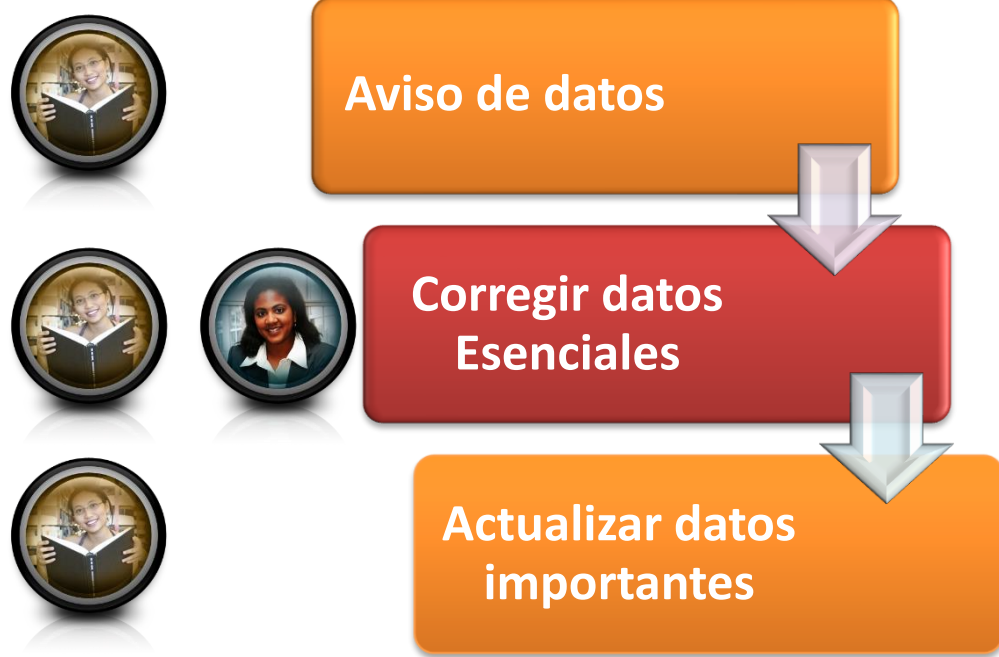 Aviso de datos
Corregir datos
Esenciales
Actualizar datos
importantes